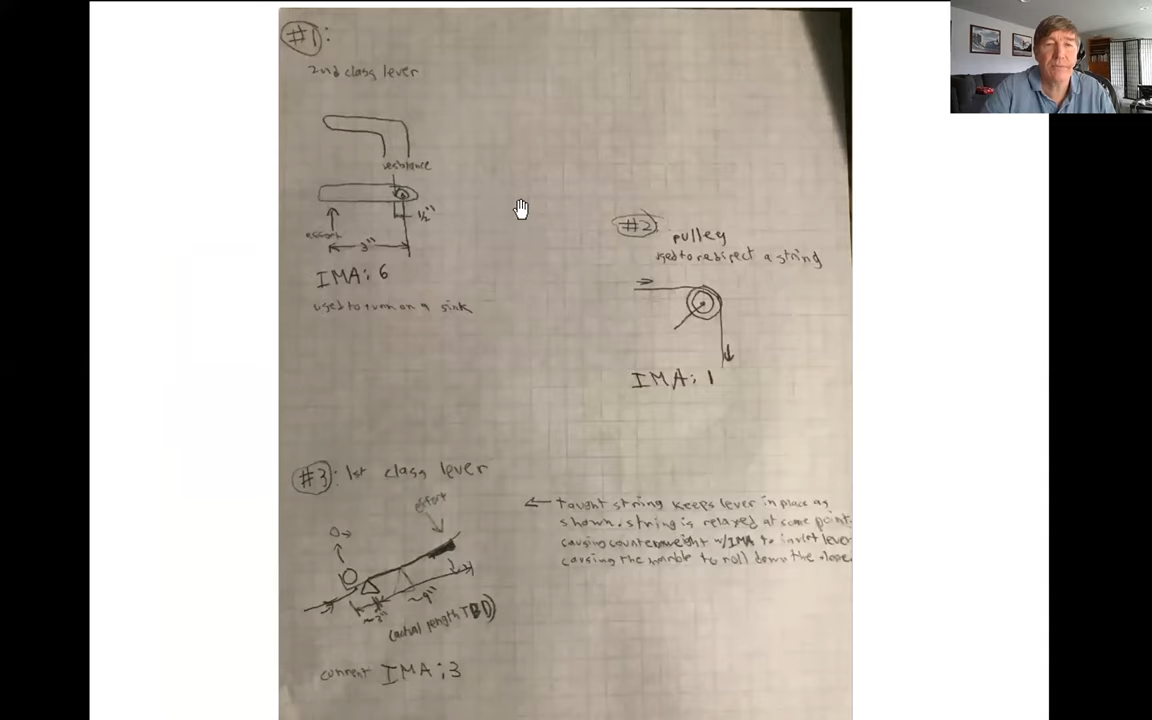 #1:
2nd class lever
resistance
1/2"
effort
3"
IMA: 6
used to turn on a sink
#2
pulley
used to redirect a string
IMA: 1
#3: 1st class lever
effort
~3"
~9"
(actual length TBD)
current IMA: 3
← taught string keeps lever in place as
shown. string is relaxed at some point,
causing counterweight w/IMA to invert lever
causing the marble to roll down the slope.